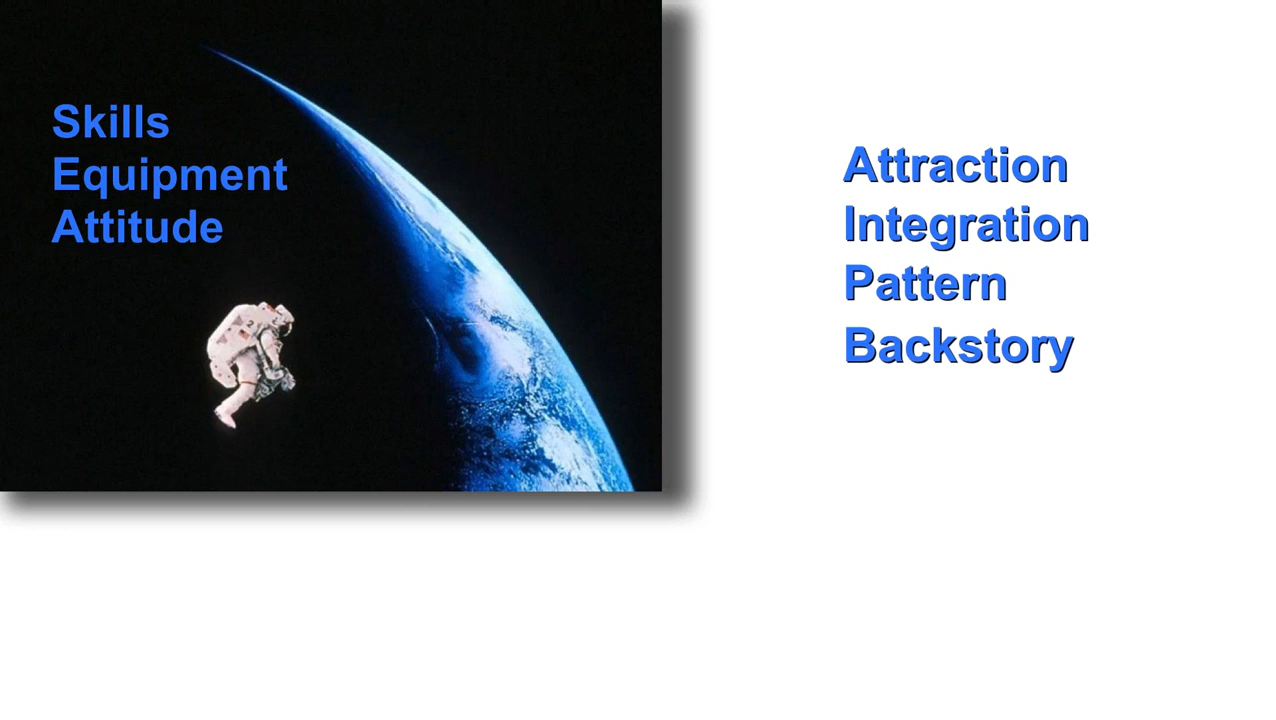 Skills
Equipment
Attitude
Attraction
Integration
Pattern
Backstory